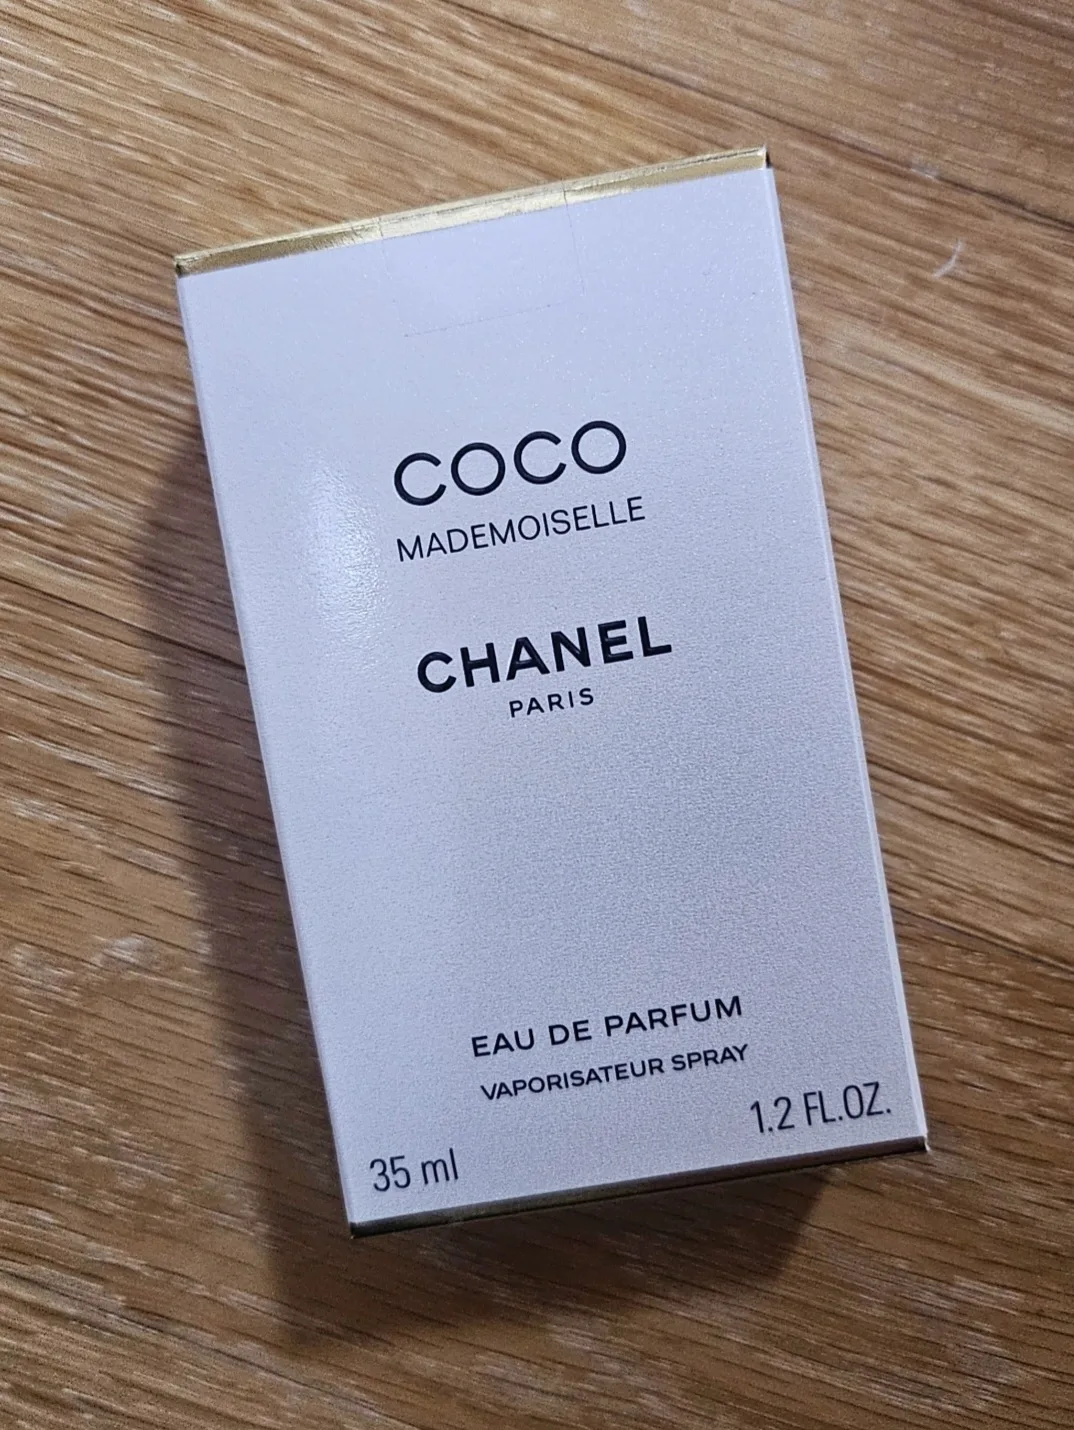 COCO
MADEMOISELLE
CHANEL
PARIS
EAU DE PARFUM
VAPORISATEUR SPRAY
35 ml 1.2 FL.OZ.